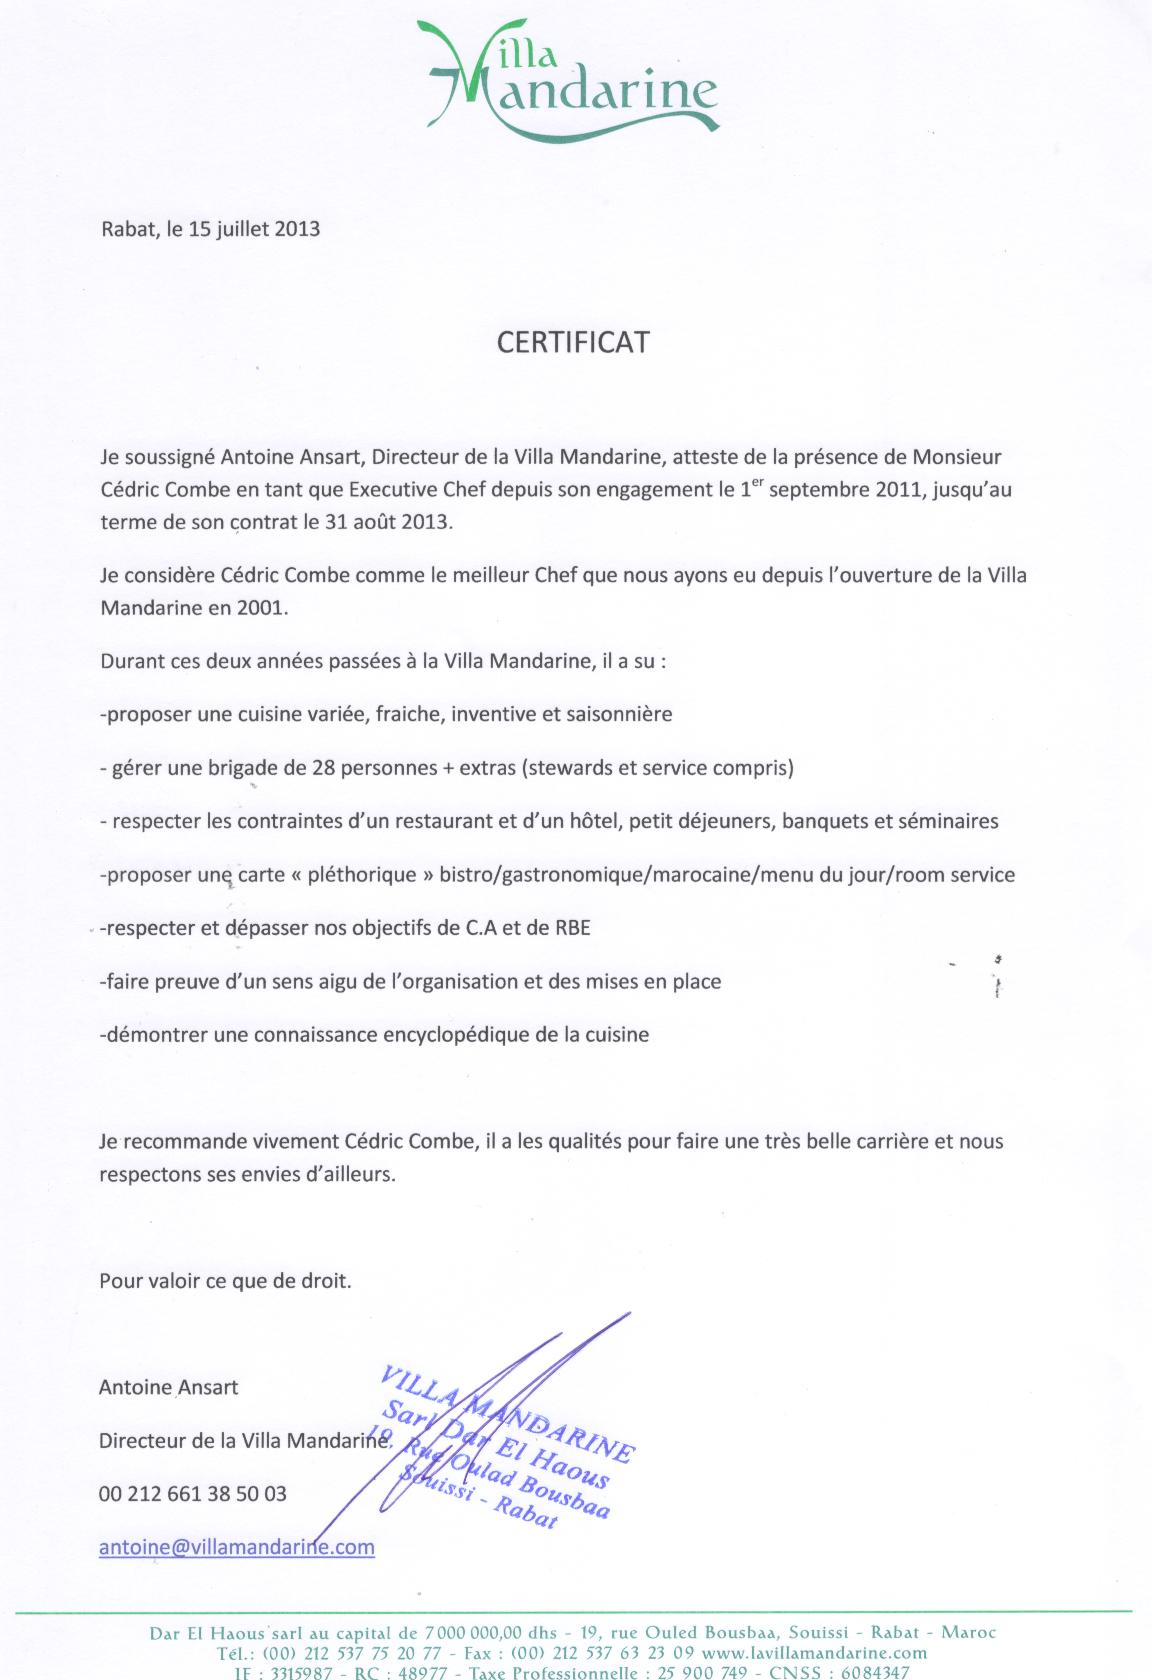 Villa
Mandarine
Rabat, le 15 juillet 2013
CERTIFICAT
Je soussigné Antoine Ansart, Directeur de la Villa Mandarine, atteste de la présence de Monsieur
Cédric Combe en tant que Executive Chef depuis son engagement le 1er septembre 2011, jusqu'au
terme de son contrat le 31 août 2013.
Je considère Cédric Combe comme le meilleur Chef que nous ayons eu depuis l'ouverture de la Villa
Mandarine en 2001.
Durant ces deux années passées à la Villa Mandarine, il a su :
-proposer une cuisine variée, fraiche, inventive et saisonnière
- gérer une brigade de 28 personnes + extras (stewards et service compris)
- respecter les contraintes d'un restaurant et d'un hôtel, petit déjeuners, banquets et séminaires
-proposer une carte « pléthorique » bistro/gastronomique/marocaine/menu du jour/room service
-respecter et dépasser nos objectifs de C.A et de RBE
-faire preuve d'un sens aigu de l'organisation et des mises en place
-démontrer une connaissance encyclopédique de la cuisine
Je recommande vivement Cédric Combe, il a les qualités pour faire une très belle carrière et nous
respectons ses envies d'ailleurs.
Pour valoir ce que de droit.
Antoine Ansart
Directeur de la Villa Mandarine
00 212 661 38 50 03
antoine@villamandarine.com
VILLA MANDARINE
Sarl Dar El Haous
19, Rue Oulad Bousbaa
Souissi - Rabat
Dar El Haous sarl au capital de 7 000 000,00 dhs - 19, rue Ouled Bousbaa, Souissi - Rabat - Maroc
Tél.: (00) 212 537 75 20 77 - Fax : (00) 212 537 63 23 09 www.lavillamandarine.com
IF : 3315987 - RC : 48977 - Taxe Professionnelle : 25 900 749 - CNSS : 6084347